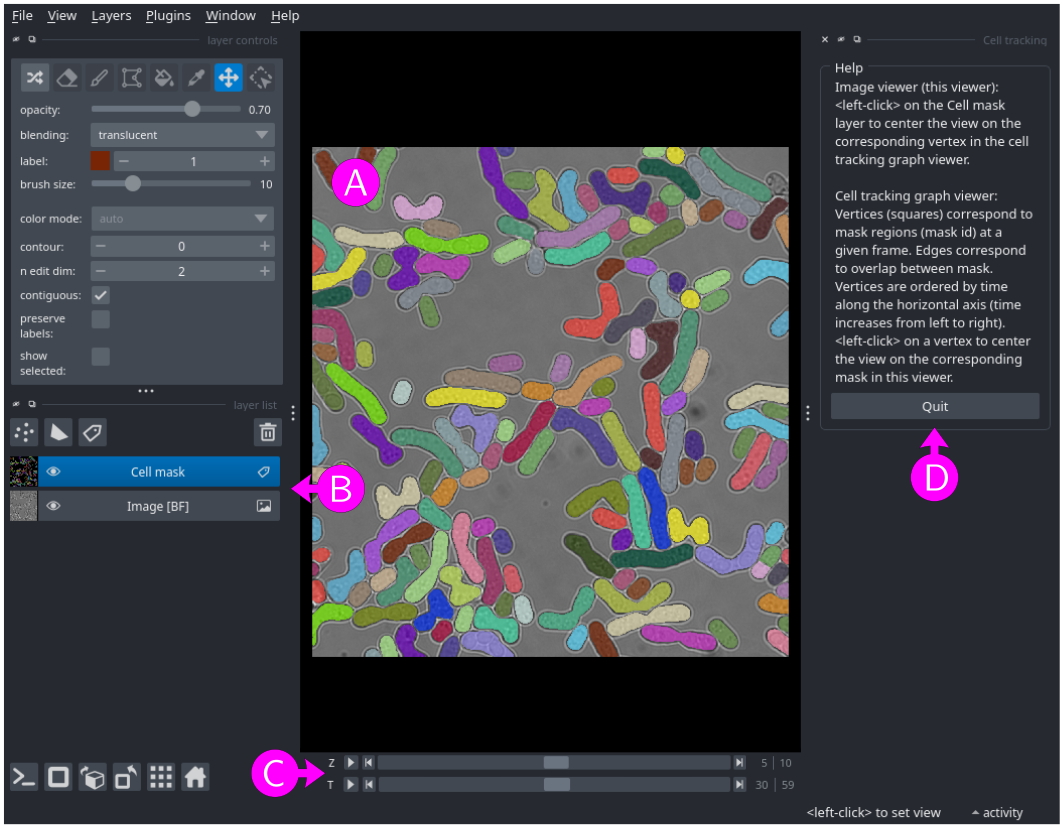 File View Layers Plugins Window Help
layer controls
opacity: 0.70
blending: translucent
label: 1
brush size: 10
color mode: auto
contour: 0
n edit dim: 2
contiguous:
preserve
labels:
show
selected:
layer list
Cell mask
Image [BF]
A
B
C
Z 5 | 10
T 30 | 59
Cell tracking
Help
Image viewer (this viewer):
<left-click> on the Cell mask
layer to center the view on the
corresponding vertex in the cell
tracking graph viewer.
Cell tracking graph viewer:
Vertices (squares) correspond to
mask regions (mask id) at a
given frame. Edges correspond
to overlap between mask.
Vertices are ordered by time
along the horizontal axis (time
increases from left to right).
<left-click> on a vertex to center
the view on the corresponding
mask in this viewer.
Quit
D
<left-click> to set view
activity